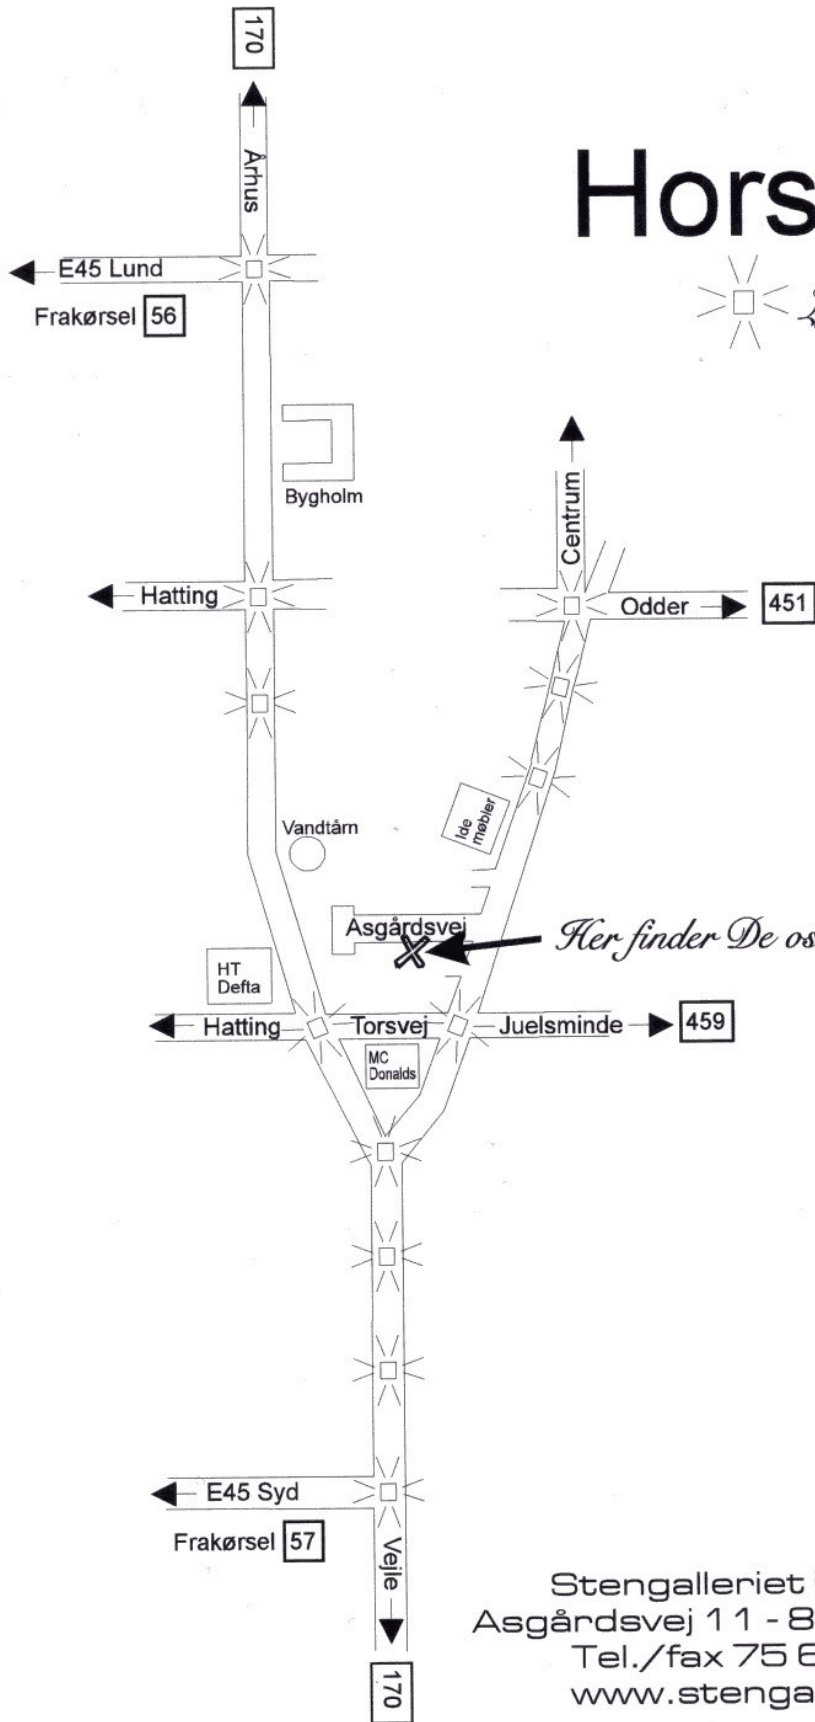 170
Århus
Hors
E45 Lund
Frakørsel 56
Bygholm
Centrum
Hatting
Odder
451
Ide
møbler
Vandtårn
Asgårdsvej
Her finder De os
HT
Defta
Hatting
Torsvej
Juelsminde
459
MC
Donalds
E45 Syd
Frakørsel 57
Vejle
170
Stengalleriet
Asgårdsvej 11 - 8
Tel./fax 75 6
www.stenga